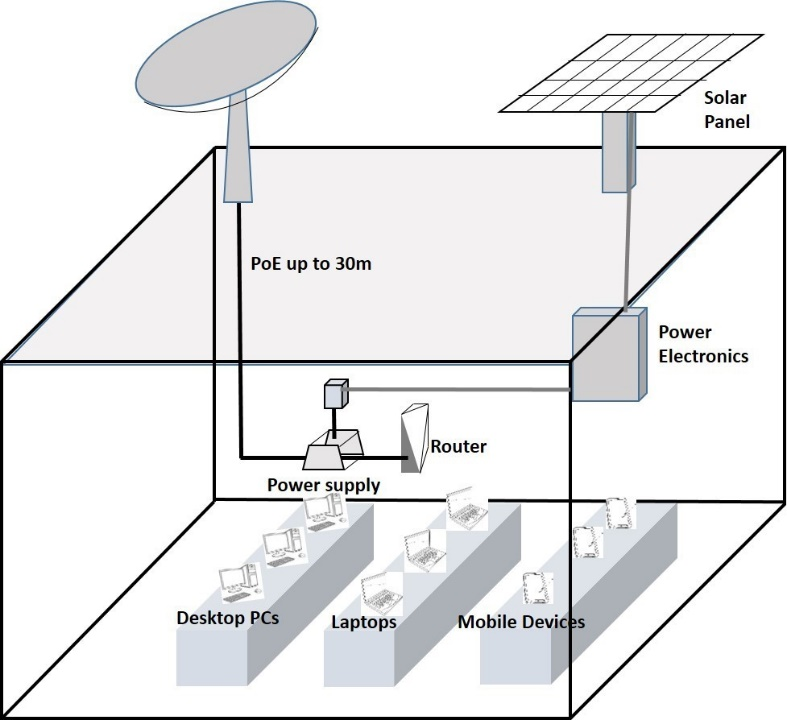 Solar
Panel
PoE up to 30m
Power
Electronics
Router
Power supply
Desktop PCs
Laptops
Mobile Devices